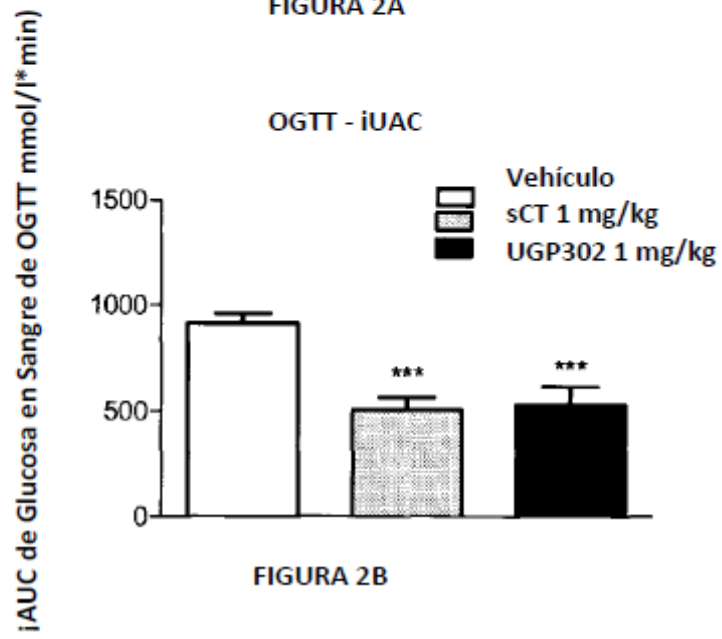 FIGURA 2A
OGTT - iUAC
iAUC de Glucosa en Sangre de OGTT mmol/l*min)
Vehículo
sCT 1 mg/kg
UGP302 1 mg/kg
1500
1000
500
0
***
***
FIGURA 2B